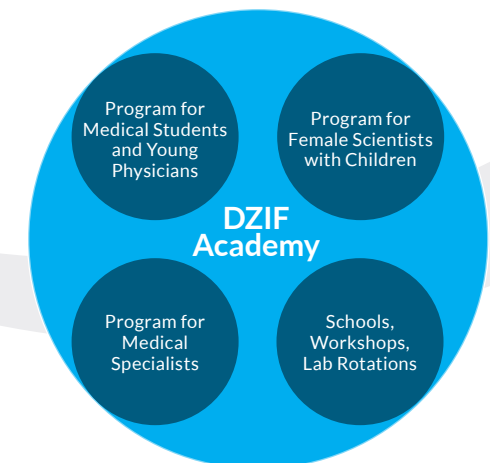 Program for
Medical Students
and Young
Physicians
Program for
Female Scientists
with Children
DZIF
Academy
Program for
Medical
Specialists
Schools,
Workshops,
Lab Rotations